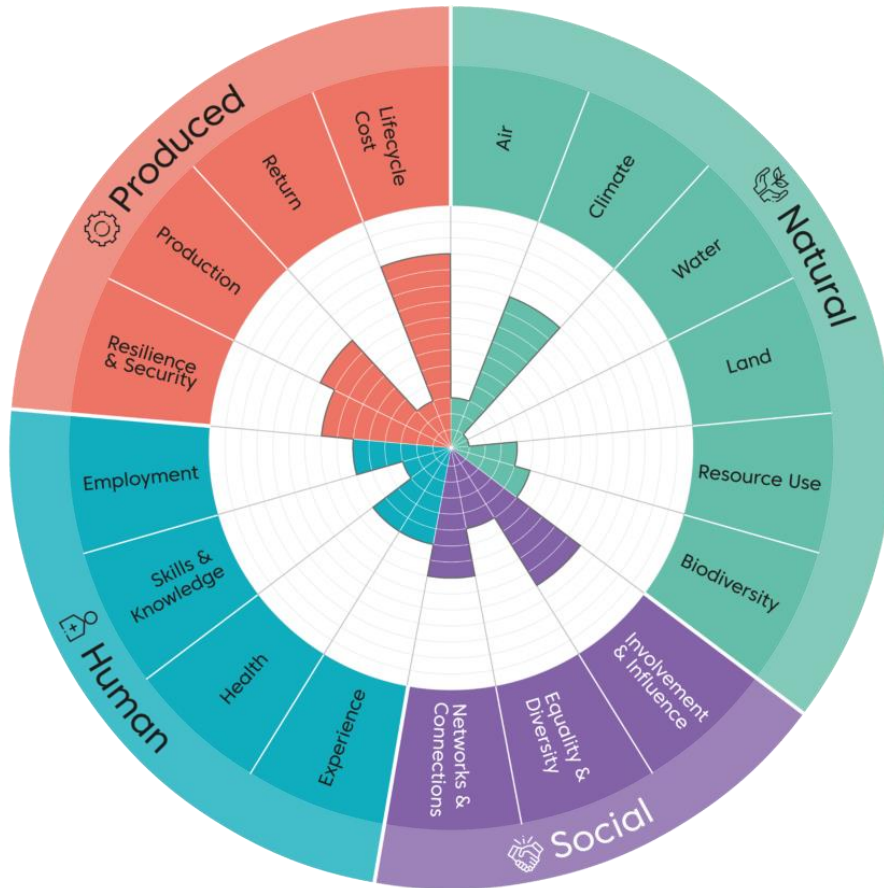 Produced
Lifecycle
Cost
Return
Production
Resilience
& Security
Natural
Air
Climate
Water
Land
Resource Use
Biodiversity
Social
Involvement
& Influence
Equality &
Diversity
Networks &
Connections
Human
Experience
Health
Skills &
Knowledge
Employment